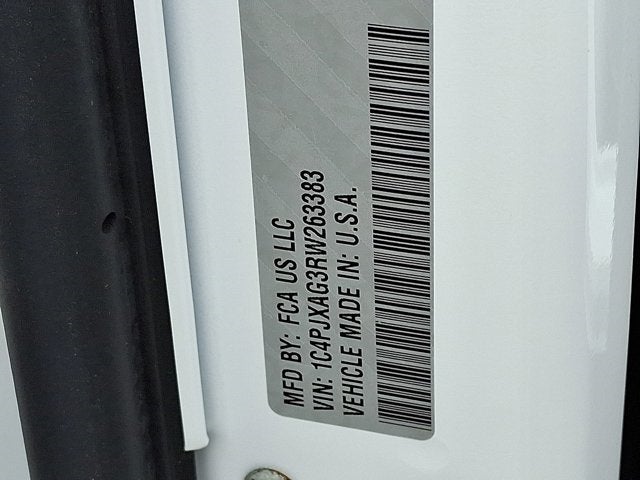 MFD BY: FCA US LLC
VIN: 1C4PJXAG3RW263383
VEHICLE MADE IN: U.S.A.